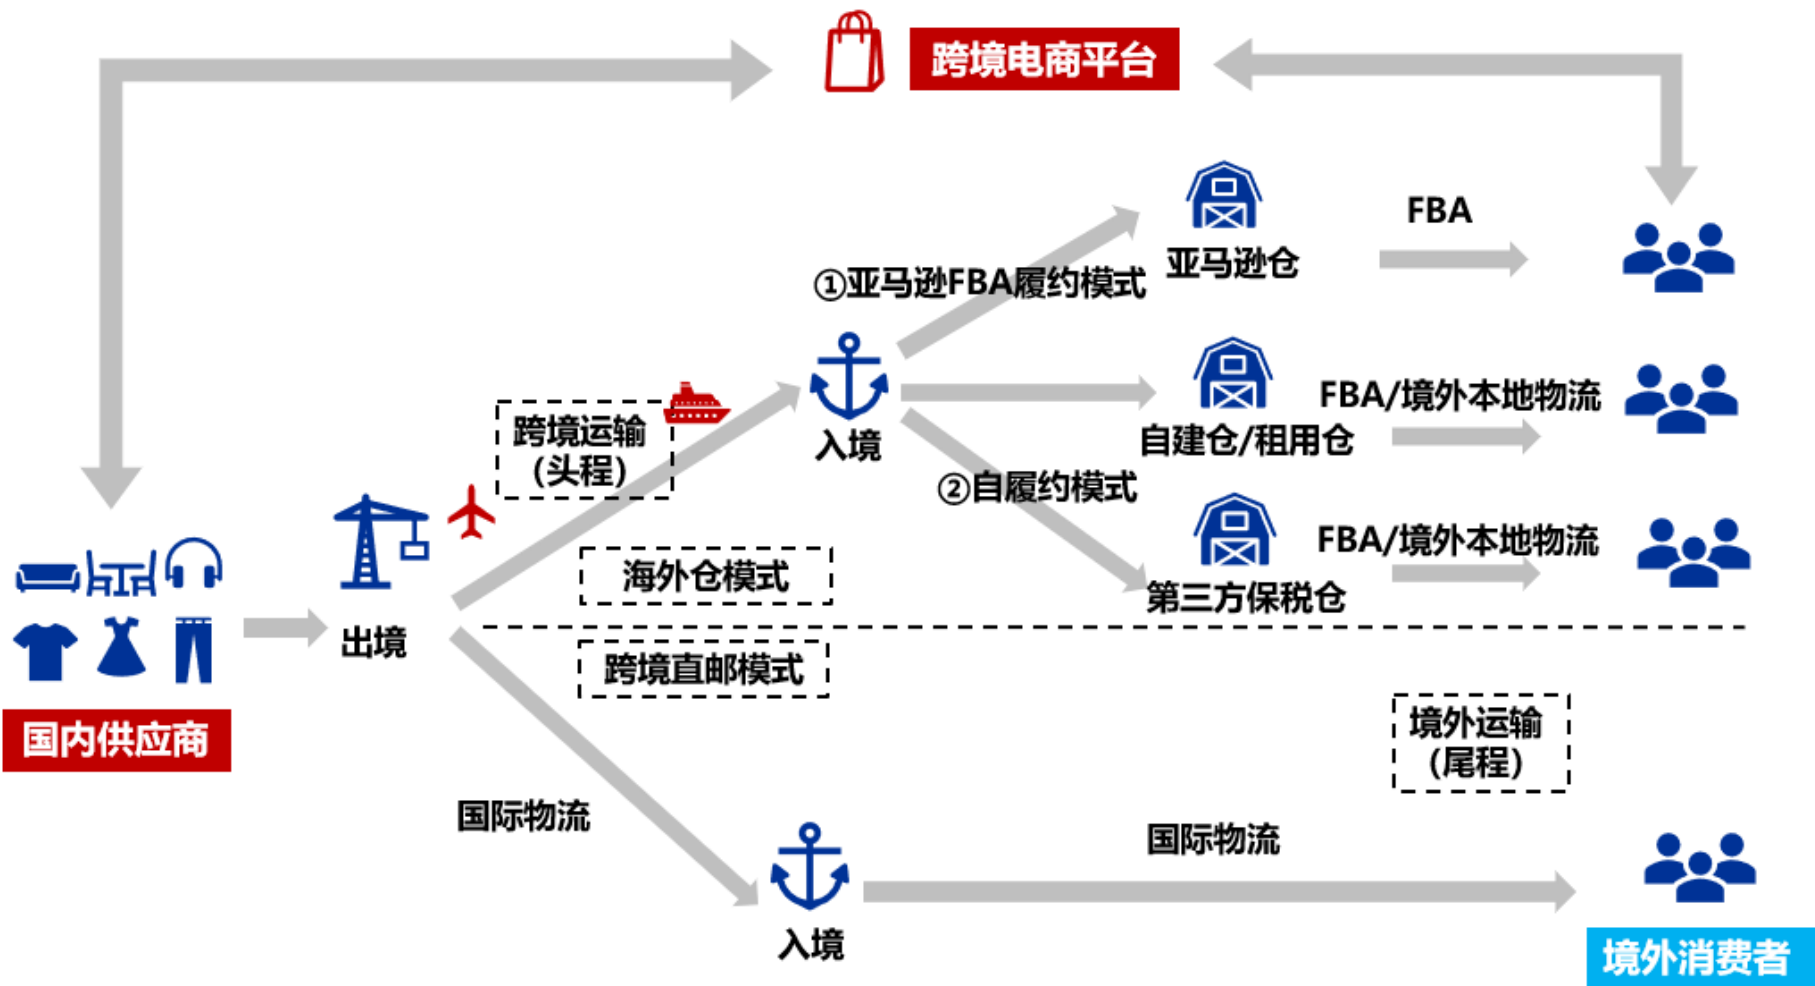 跨境电商平台
FBA
亚马逊仓
①亚马逊FBA履约模式
跨境运输
（头程）
入境
FBA/境外本地物流
自建仓/租用仓
②自履约模式
FBA/境外本地物流
海外仓模式
第三方保税仓
出境
跨境直邮模式
国内供应商
境外运输
（尾程）
国际物流
国际物流
入境
境外消费者